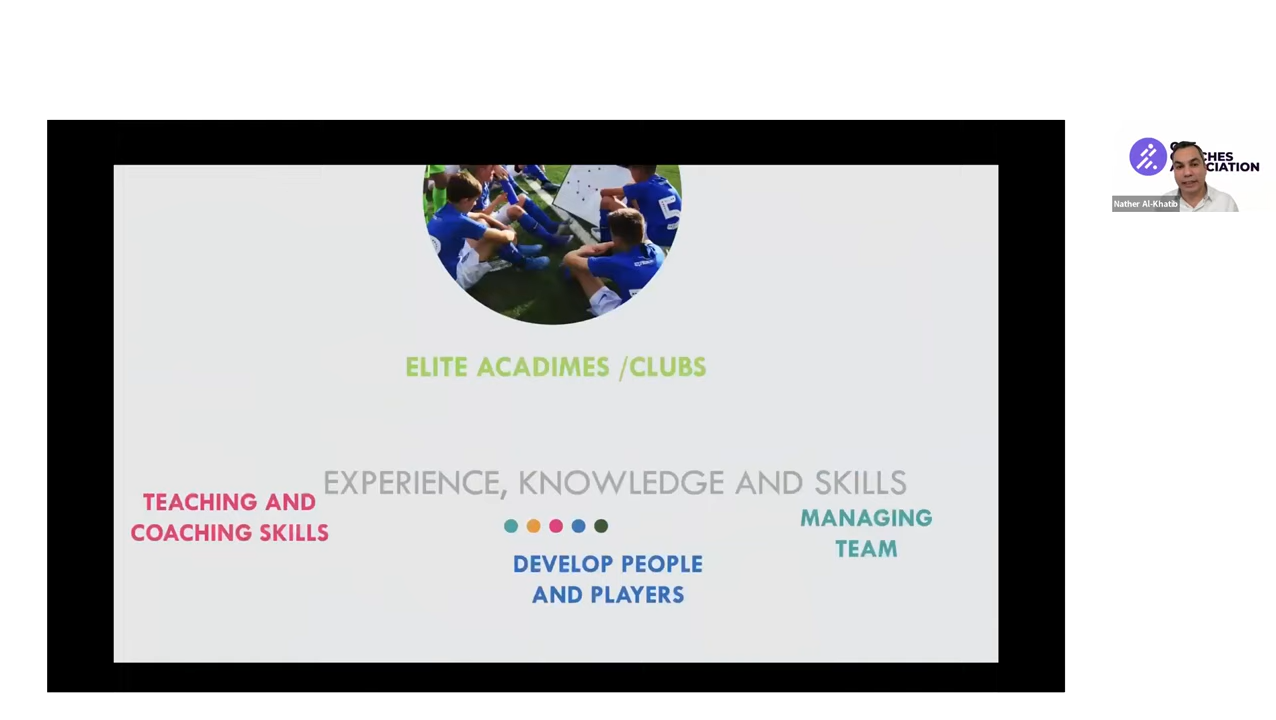 5
ELITE ACADIMES /CLUBS
EXPERIENCE, KNOWLEDGE AND SKILLS
TEACHING AND
COACHING SKILLS
MANAGING
TEAM
DEVELOP PEOPLE
AND PLAYERS
CHES
CIATION
Nather Al-Khatib